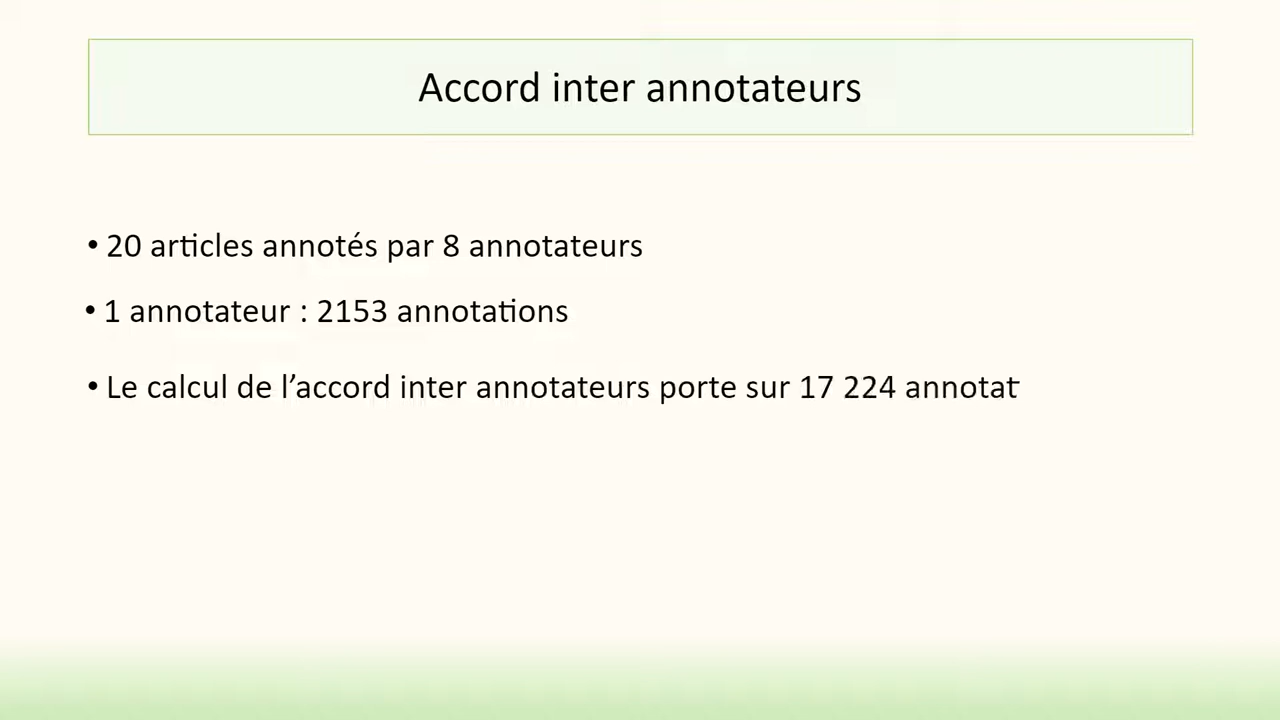 Accord inter annotateurs
• 20 articles annotés par 8 annotateurs
• 1 annotateur : 2153 annotations
• Le calcul de l’accord inter annotateurs porte sur 17 224 annotat